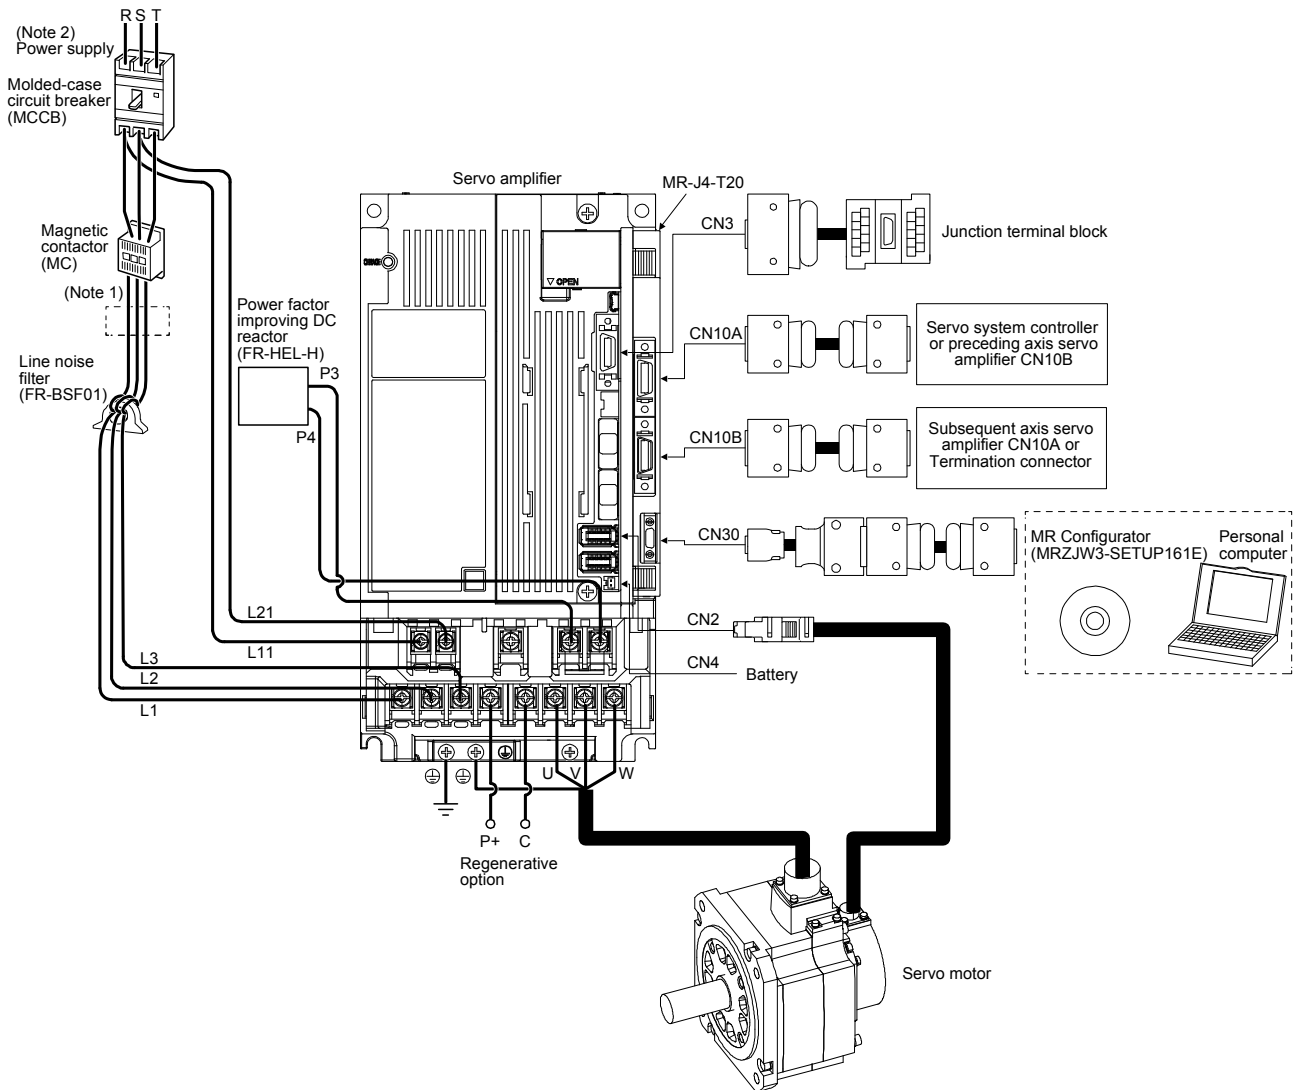 R S T
(Note 2)
Power supply
Molded-case
circuit breaker
(MCCB)
Servo amplifier
MR-J4-T20
CN3
Junction terminal block
Magnetic
contactor
(MC)
CHARGE
OPEN
(Note 1)
Power factor
improving DC
reactor
(FR-HEL-H)
P3
P4
CN10A
Servo system controller
or preceding axis servo
amplifier CN10B
Line noise
filter
(FR-BSF01)
CN10B
Subsequent axis servo
amplifier CN10A or
Termination connector
CN30
MR Configurator
(MRZJW3-SETUP161E)
Personal
computer
L21
L11
CN2
CN4
Battery
L3
L2
L1
U V W
P+ C
Regenerative
option
Servo motor